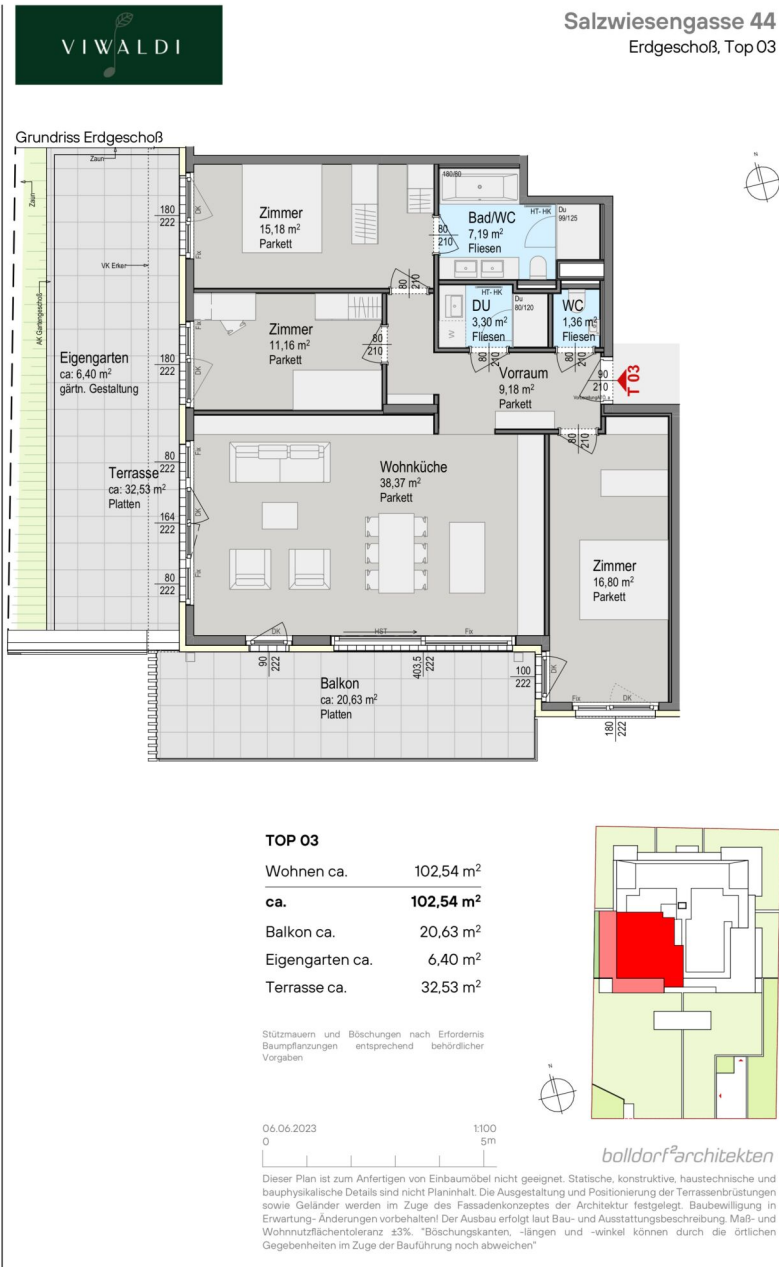 VIWALDI
Salzwiesengasse 44
Erdgeschoß, Top 03
Grundriss Erdgeschoß
Zaun
Zaun
N
180/80
Zimmer
15,18 m²
Parkett
Bad/WC
7,19 m²
Fliesen
HT- HK
Du
99/125
180
222
DK
Fix
80
210
VK Erker
AK Gartengeschoß
80
210
DU
3,30 m²
Fliesen
HT- HK
Du
80/120
W
WC
1,36 m²
Fliesen
Zimmer
11,16 m²
Parkett
80
210
Eigengarten
ca: 6,40 m²
gärtn. Gestaltung
180
222
Fix
DK
80
210
80
210
Vorraum
9,18 m²
Parkett
90
210
T 03
80
210
80
222
Fix
Terrasse
ca: 32,53 m²
Platten
Wohnküche
38,37 m²
Parkett
164
222
DK
80
222
Fix
Zimmer
16,80 m²
Parkett
DK
HST
Fix
90
222
403,5
222
100
222
DK
Balkon
ca: 20,63 m²
Platten
Fix
DK
180
222
TOP 03
Wohnen ca. 102,54 m²
ca. 102,54 m²
Balkon ca. 20,63 m²
Eigengarten ca. 6,40 m²
Terrasse ca. 32,53 m²
Stützmauern und Böschungen nach Erfordernis
Baumpflanzungen entsprechend behördlicher
Vorgaben
N
06.06.2023 1:100
0 5m
bolldorf²architekten
Dieser Plan ist zum Anfertigen von Einbaumöbel nicht geeignet. Statische, konstruktive, haustechnische und
bauphysikalische Details sind nicht Planinhalt. Die Ausgestaltung und Positionierung der Terrassenbrüstungen
sowie Geländer werden im Zuge des Fassadenkonzeptes der Architektur festgelegt. Baubewilligung in
Erwartung- Änderungen vorbehalten! Der Ausbau erfolgt laut Bau- und Ausstattungsbeschreibung. Maß- und
Wohnnutzflächentoleranz ±3%. "Böschungskanten, -längen und -winkel können durch die örtlichen
Gegebenheiten im Zuge der Bauführung noch abweichen"